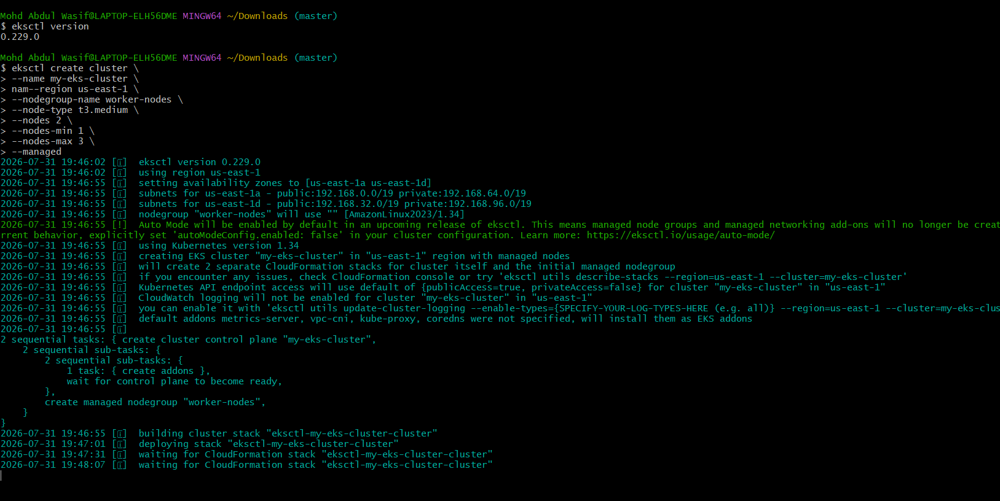 Mohd Abdul Wasif@LAPTOP-ELH56DME MINGW64 ~/Downloads (master)
$ eksctl version
0.229.0
Mohd Abdul Wasif@LAPTOP-ELH56DME MINGW64 ~/Downloads (master)
$ eksctl create cluster \
> --name my-eks-cluster \
> nam--region us-east-1 \
> --nodegroup-name worker-nodes \
> --node-type t3.medium \
> --nodes 2 \
> --nodes-min 1 \
> --nodes-max 3 \
> --managed
2026-07-31 19:46:02 [ℹ]  eksctl version 0.229.0
2026-07-31 19:46:02 [ℹ]  using region us-east-1
2026-07-31 19:46:55 [ℹ]  setting availability zones to [us-east-1a us-east-1d]
2026-07-31 19:46:55 [ℹ]  subnets for us-east-1a - public:192.168.0.0/19 private:192.168.64.0/19
2026-07-31 19:46:55 [ℹ]  subnets for us-east-1d - public:192.168.32.0/19 private:192.168.96.0/19
2026-07-31 19:46:55 [ℹ]  nodegroup "worker-nodes" will use "" [AmazonLinux2023/1.34]
2026-07-31 19:46:55 [!]  Auto Mode will be enabled by default in an upcoming release of eksctl. This means managed node groups and managed networking add-ons will no longer be creat
rrent behavior, explicitly set 'autoModeConfig.enabled: false' in your cluster configuration. Learn more: https://eksctl.io/usage/auto-mode/
2026-07-31 19:46:55 [ℹ]  using Kubernetes version 1.34
2026-07-31 19:46:55 [ℹ]  creating EKS cluster "my-eks-cluster" in "us-east-1" region with managed nodes
2026-07-31 19:46:55 [ℹ]  will create 2 separate CloudFormation stacks for cluster itself and the initial managed nodegroup
2026-07-31 19:46:55 [ℹ]  if you encounter any issues, check CloudFormation console or try 'eksctl utils describe-stacks --region=us-east-1 --cluster=my-eks-cluster'
2026-07-31 19:46:55 [ℹ]  Kubernetes API endpoint access will use default of {publicAccess=true, privateAccess=false} for cluster "my-eks-cluster" in "us-east-1"
2026-07-31 19:46:55 [ℹ]  CloudWatch logging will not be enabled for cluster "my-eks-cluster" in "us-east-1"
2026-07-31 19:46:55 [ℹ]  you can enable it with 'eksctl utils update-cluster-logging --enable-types={SPECIFY-YOUR-LOG-TYPES-HERE (e.g. all)} --region=us-east-1 --cluster=my-eks-clus
2026-07-31 19:46:55 [ℹ]  default addons metrics-server, vpc-cni, kube-proxy, coredns were not specified, will install them as EKS addons
2026-07-31 19:46:55 [ℹ]
2 sequential tasks: { create cluster control plane "my-eks-cluster",
    2 sequential sub-tasks: {
        2 sequential sub-tasks: {
            1 task: { create addons },
            wait for control plane to become ready,
        },
        create managed nodegroup "worker-nodes",
    }
}
2026-07-31 19:46:55 [ℹ]  building cluster stack "eksctl-my-eks-cluster-cluster"
2026-07-31 19:47:01 [ℹ]  deploying stack "eksctl-my-eks-cluster-cluster"
2026-07-31 19:47:31 [ℹ]  waiting for CloudFormation stack "eksctl-my-eks-cluster-cluster"
2026-07-31 19:48:07 [ℹ]  waiting for CloudFormation stack "eksctl-my-eks-cluster-cluster"